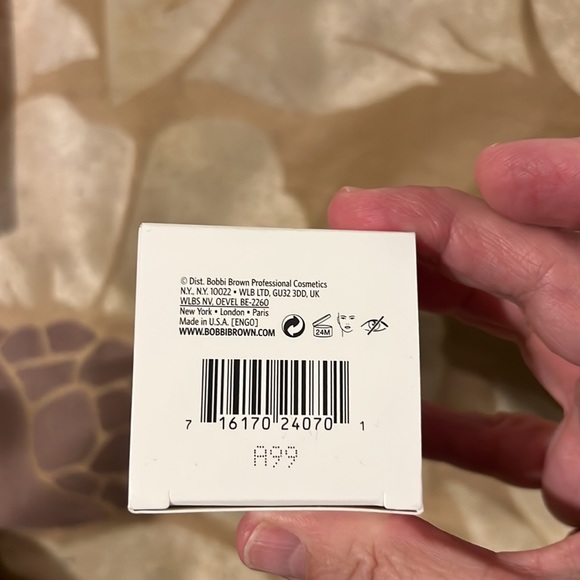 © Dist. Bobbi Brown Professional Cosmetics
N.Y., N.Y. 10022 • WLB LTD, GU32 3DD, UK
WLBS NV, OEVEL BE-2260
New York • London • Paris
Made in U.S.A. [ENG0]
WWW.BOBBIBROWN.COM
24M
7 16170 24070 1
A99